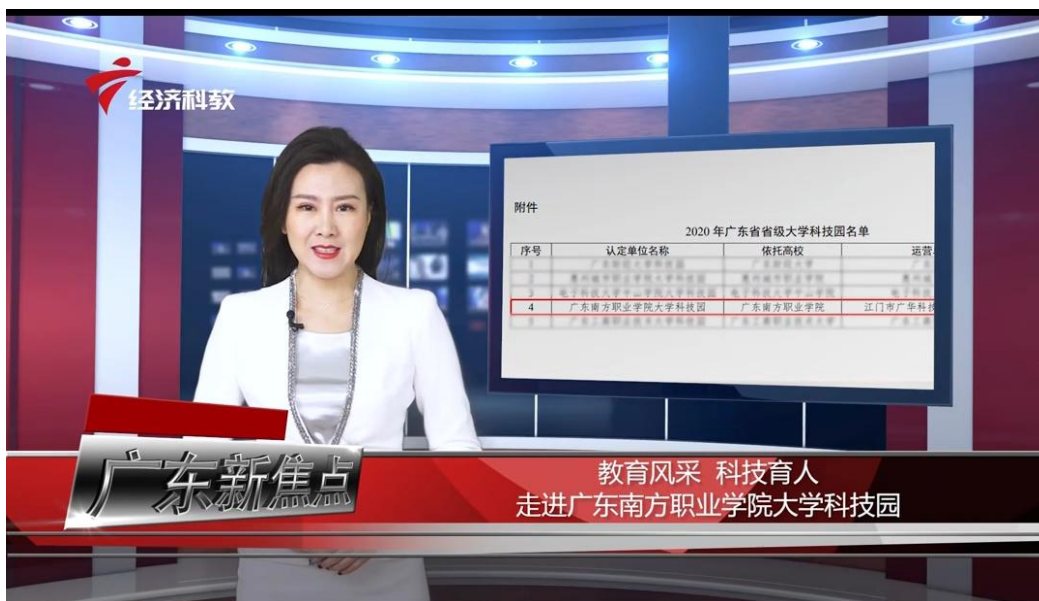 经济科教
附件
2020 年广东省省级大学科技园名单
序号 认定单位名称 依托高校 运营
4 广东南方职业学院大学科技园 广东南方职业学院 江门市广华科技
广东新焦点
教育风采 科技育人
走进广东南方职业学院大学科技园